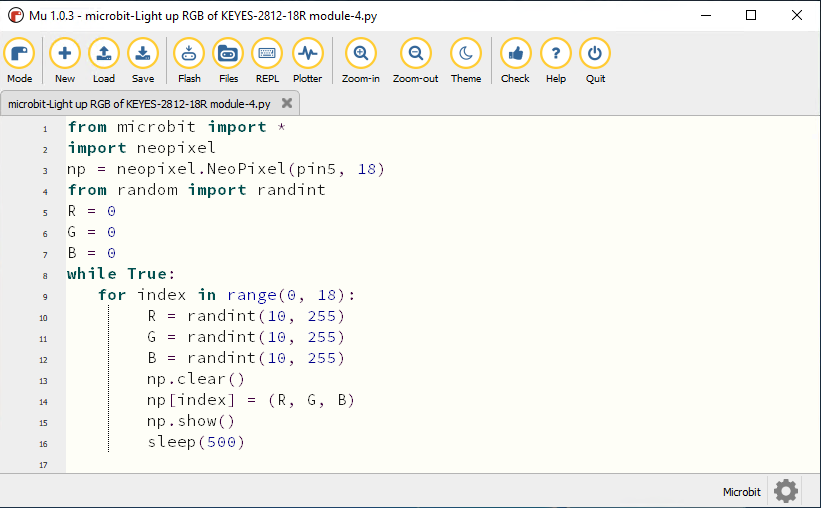 Mu 1.0.3 - microbit-Light up RGB of KEYES-2812-18R module-4.py
Mode New Load Save Flash Files REPL Plotter Zoom-in Zoom-out Theme Check Help Quit
microbit-Light up RGB of KEYES-2812-18R module-4.py
1 from microbit import *
2 import neopixel
3 np = neopixel.NeoPixel(pin5, 18)
4 from random import randint
5 R = 0
6 G = 0
7 B = 0
8 while True:
9 for index in range(0, 18):
10 R = randint(10, 255)
11 G = randint(10, 255)
12 B = randint(10, 255)
13 np.clear()
14 np[index] = (R, G, B)
15 np.show()
16 sleep(500)
17
Microbit